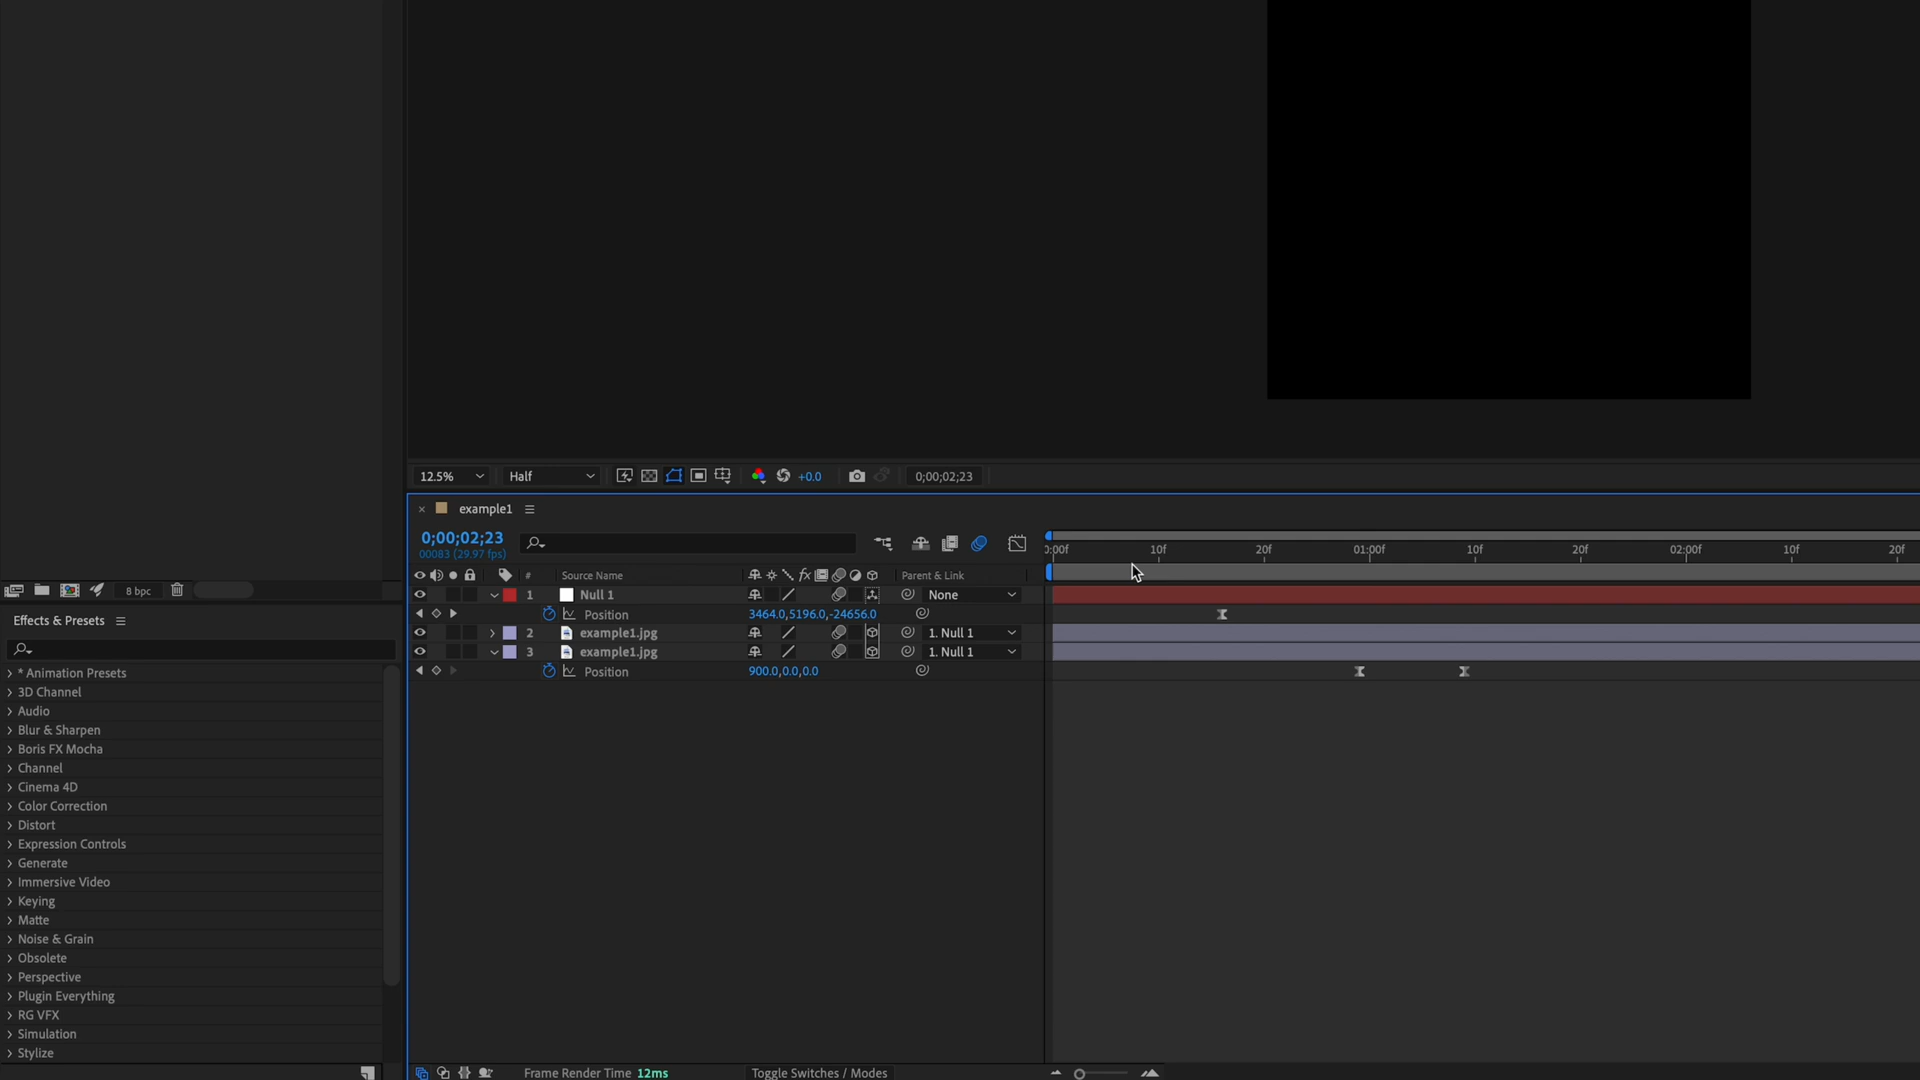 12.5%
Half
+0.0
0;00;02;23
example1
0;00;02;23
00083 (29.97 fps)
0:00f 10f 20f 01:00f 10f 20f 02:00f 10f 20f
# Source Name fx Parent & Link
1 Null 1 None
Position 3464.0,5196.0,-24656.0
2 example1.jpg 1. Null 1
3 example1.jpg 1. Null 1
Position 900.0,0.0,0.0
8 bpc
Effects & Presets
* Animation Presets
3D Channel
Audio
Blur & Sharpen
Boris FX Mocha
Channel
Cinema 4D
Color Correction
Distort
Expression Controls
Generate
Immersive Video
Keying
Matte
Noise & Grain
Obsolete
Perspective
Plugin Everything
RG VFX
Simulation
Stylize
Frame Render Time 12ms
Toggle Switches / Modes